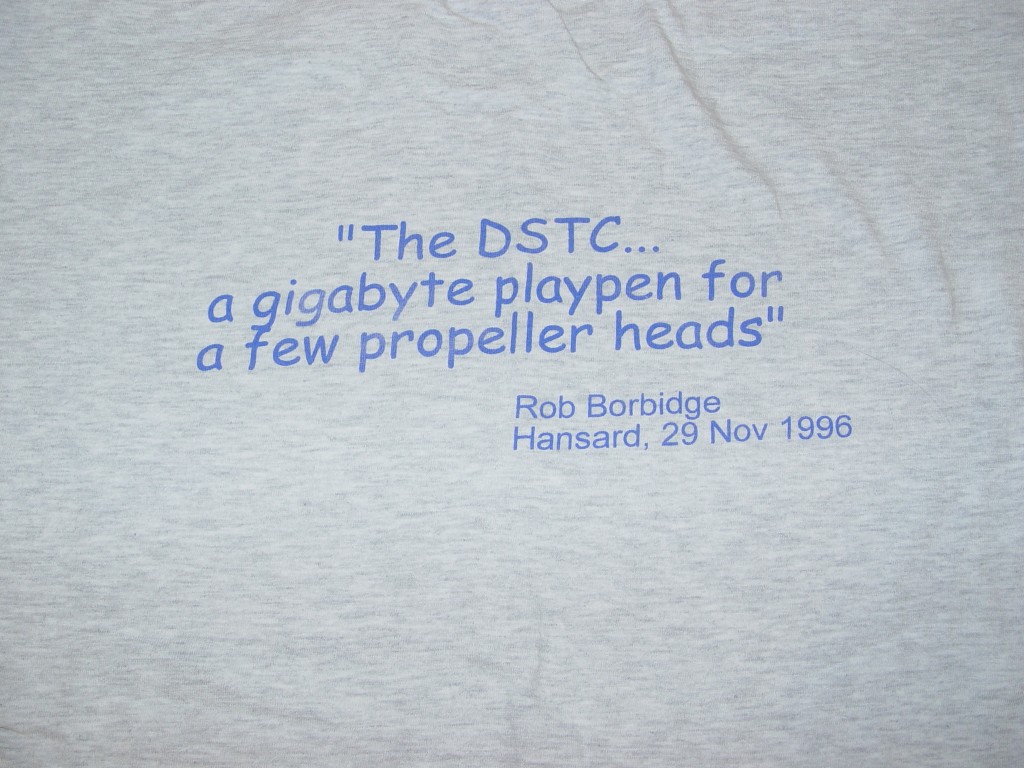 "The DSTC...
a gigabyte playpen for
a few propeller heads"
Rob Borbidge
Hansard, 29 Nov 1996